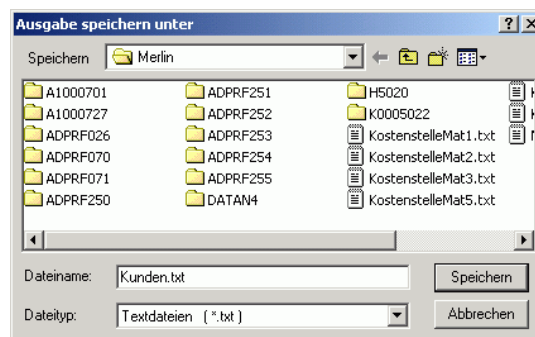 Ausgabe speichern unter
Speichern Merlin
A1000701 ADPRF251 H5020
A1000727 ADPRF252 K0005022
ADPRF026 ADPRF253 KostenstelleMat1.txt
ADPRF070 ADPRF254 KostenstelleMat2.txt
ADPRF071 ADPRF255 KostenstelleMat3.txt
ADPRF250 DATAN4 KostenstelleMat5.txt
Dateiname: Kunden.txt Speichern
Dateityp: Textdateien ( *.txt ) Abbrechen